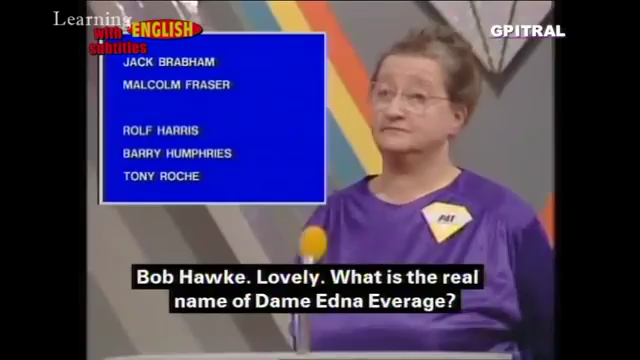 Learning
with ENGLISH
subtitles
GPITRAL
JACK BRABHAM
MALCOLM FRASER
ROLF HARRIS
BARRY HUMPHRIES
TONY ROCHE
PAT
Bob Hawke. Lovely. What is the real
name of Dame Edna Everage?